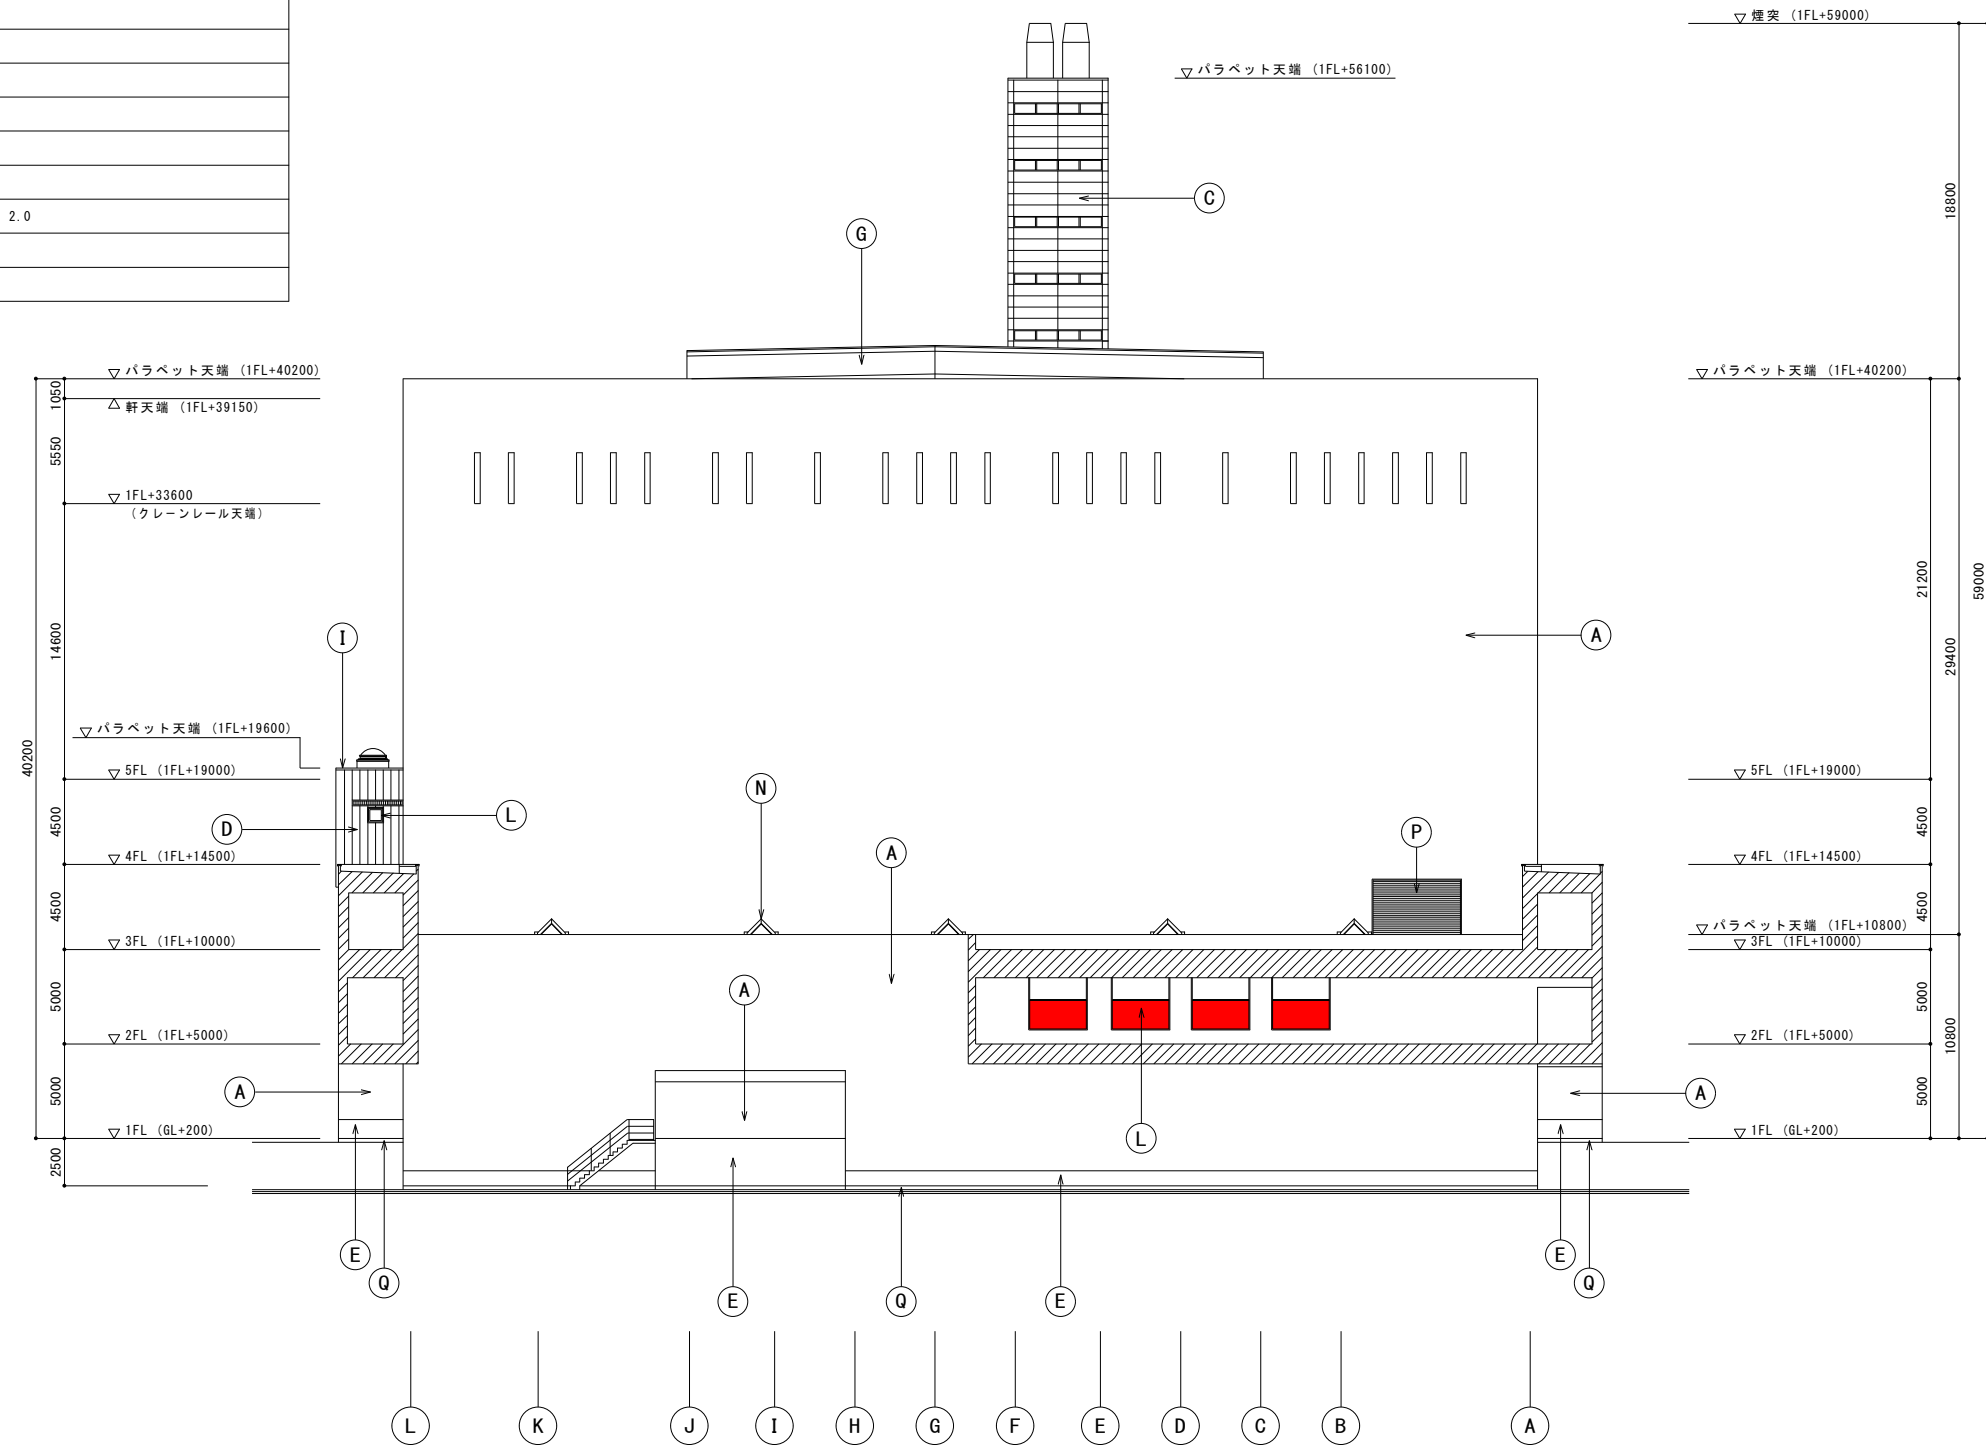 煙突 (1FL+59000)
パラペット天端 (1FL+56100)
18800
C
2.0
G
パラペット天端 (1FL+40200)
パラペット天端 (1FL+40200)
1050
軒天端 (1FL+39150)
5550
1FL+33600
(クレーンレール天端)
21200
59000
14600
I
A
29400
パラペット天端 (1FL+19600)
40200
5FL (1FL+19000)
5FL (1FL+19000)
N
L
D
4500
4500
P
A
4FL (1FL+14500)
4FL (1FL+14500)
4500
4500
パラペット天端 (1FL+10800)
3FL (1FL+10000)
3FL (1FL+10000)
A
5000
5000
2FL (1FL+5000)
2FL (1FL+5000)
10800
A
A
5000
5000
1FL (GL+200)
L
E
E
1FL (GL+200)
2500
E
Q
E
Q
E
Q
E
L
K
J
I
H
G
F
E
D
C
B
A